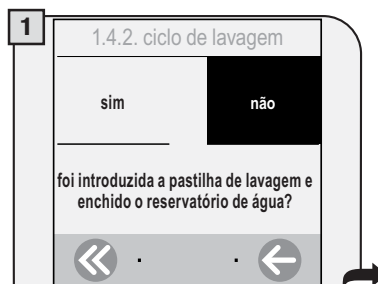 1
1.4.2. ciclo de lavagem
sim não
foi introduzida a pastilha de lavagem e
enchido o reservatório de água?